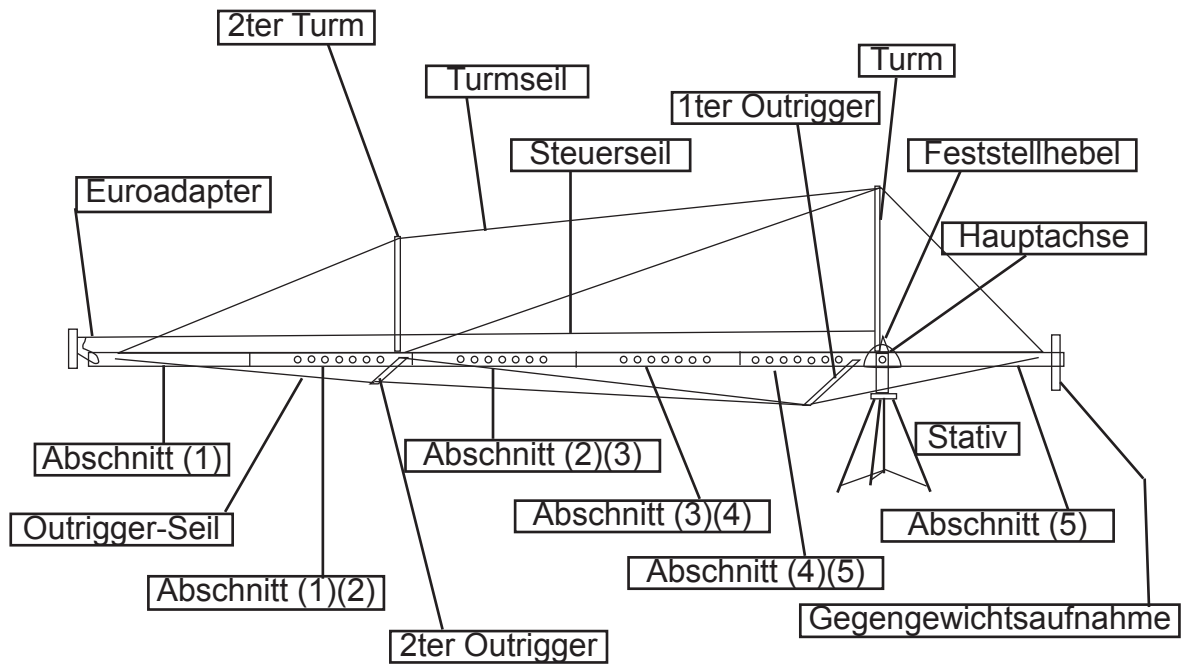 2ter Turm
Turm
Turmseil
1ter Outrigger
Steuerseil
Feststellhebel
Euroadapter
Hauptachse
Abschnitt (1)
Abschnitt (2)(3)
Stativ
Outrigger-Seil
Abschnitt (3)(4)
Abschnitt (5)
Abschnitt (1)(2)
Abschnitt (4)(5)
Gegengewichtsaufnahme
2ter Outrigger